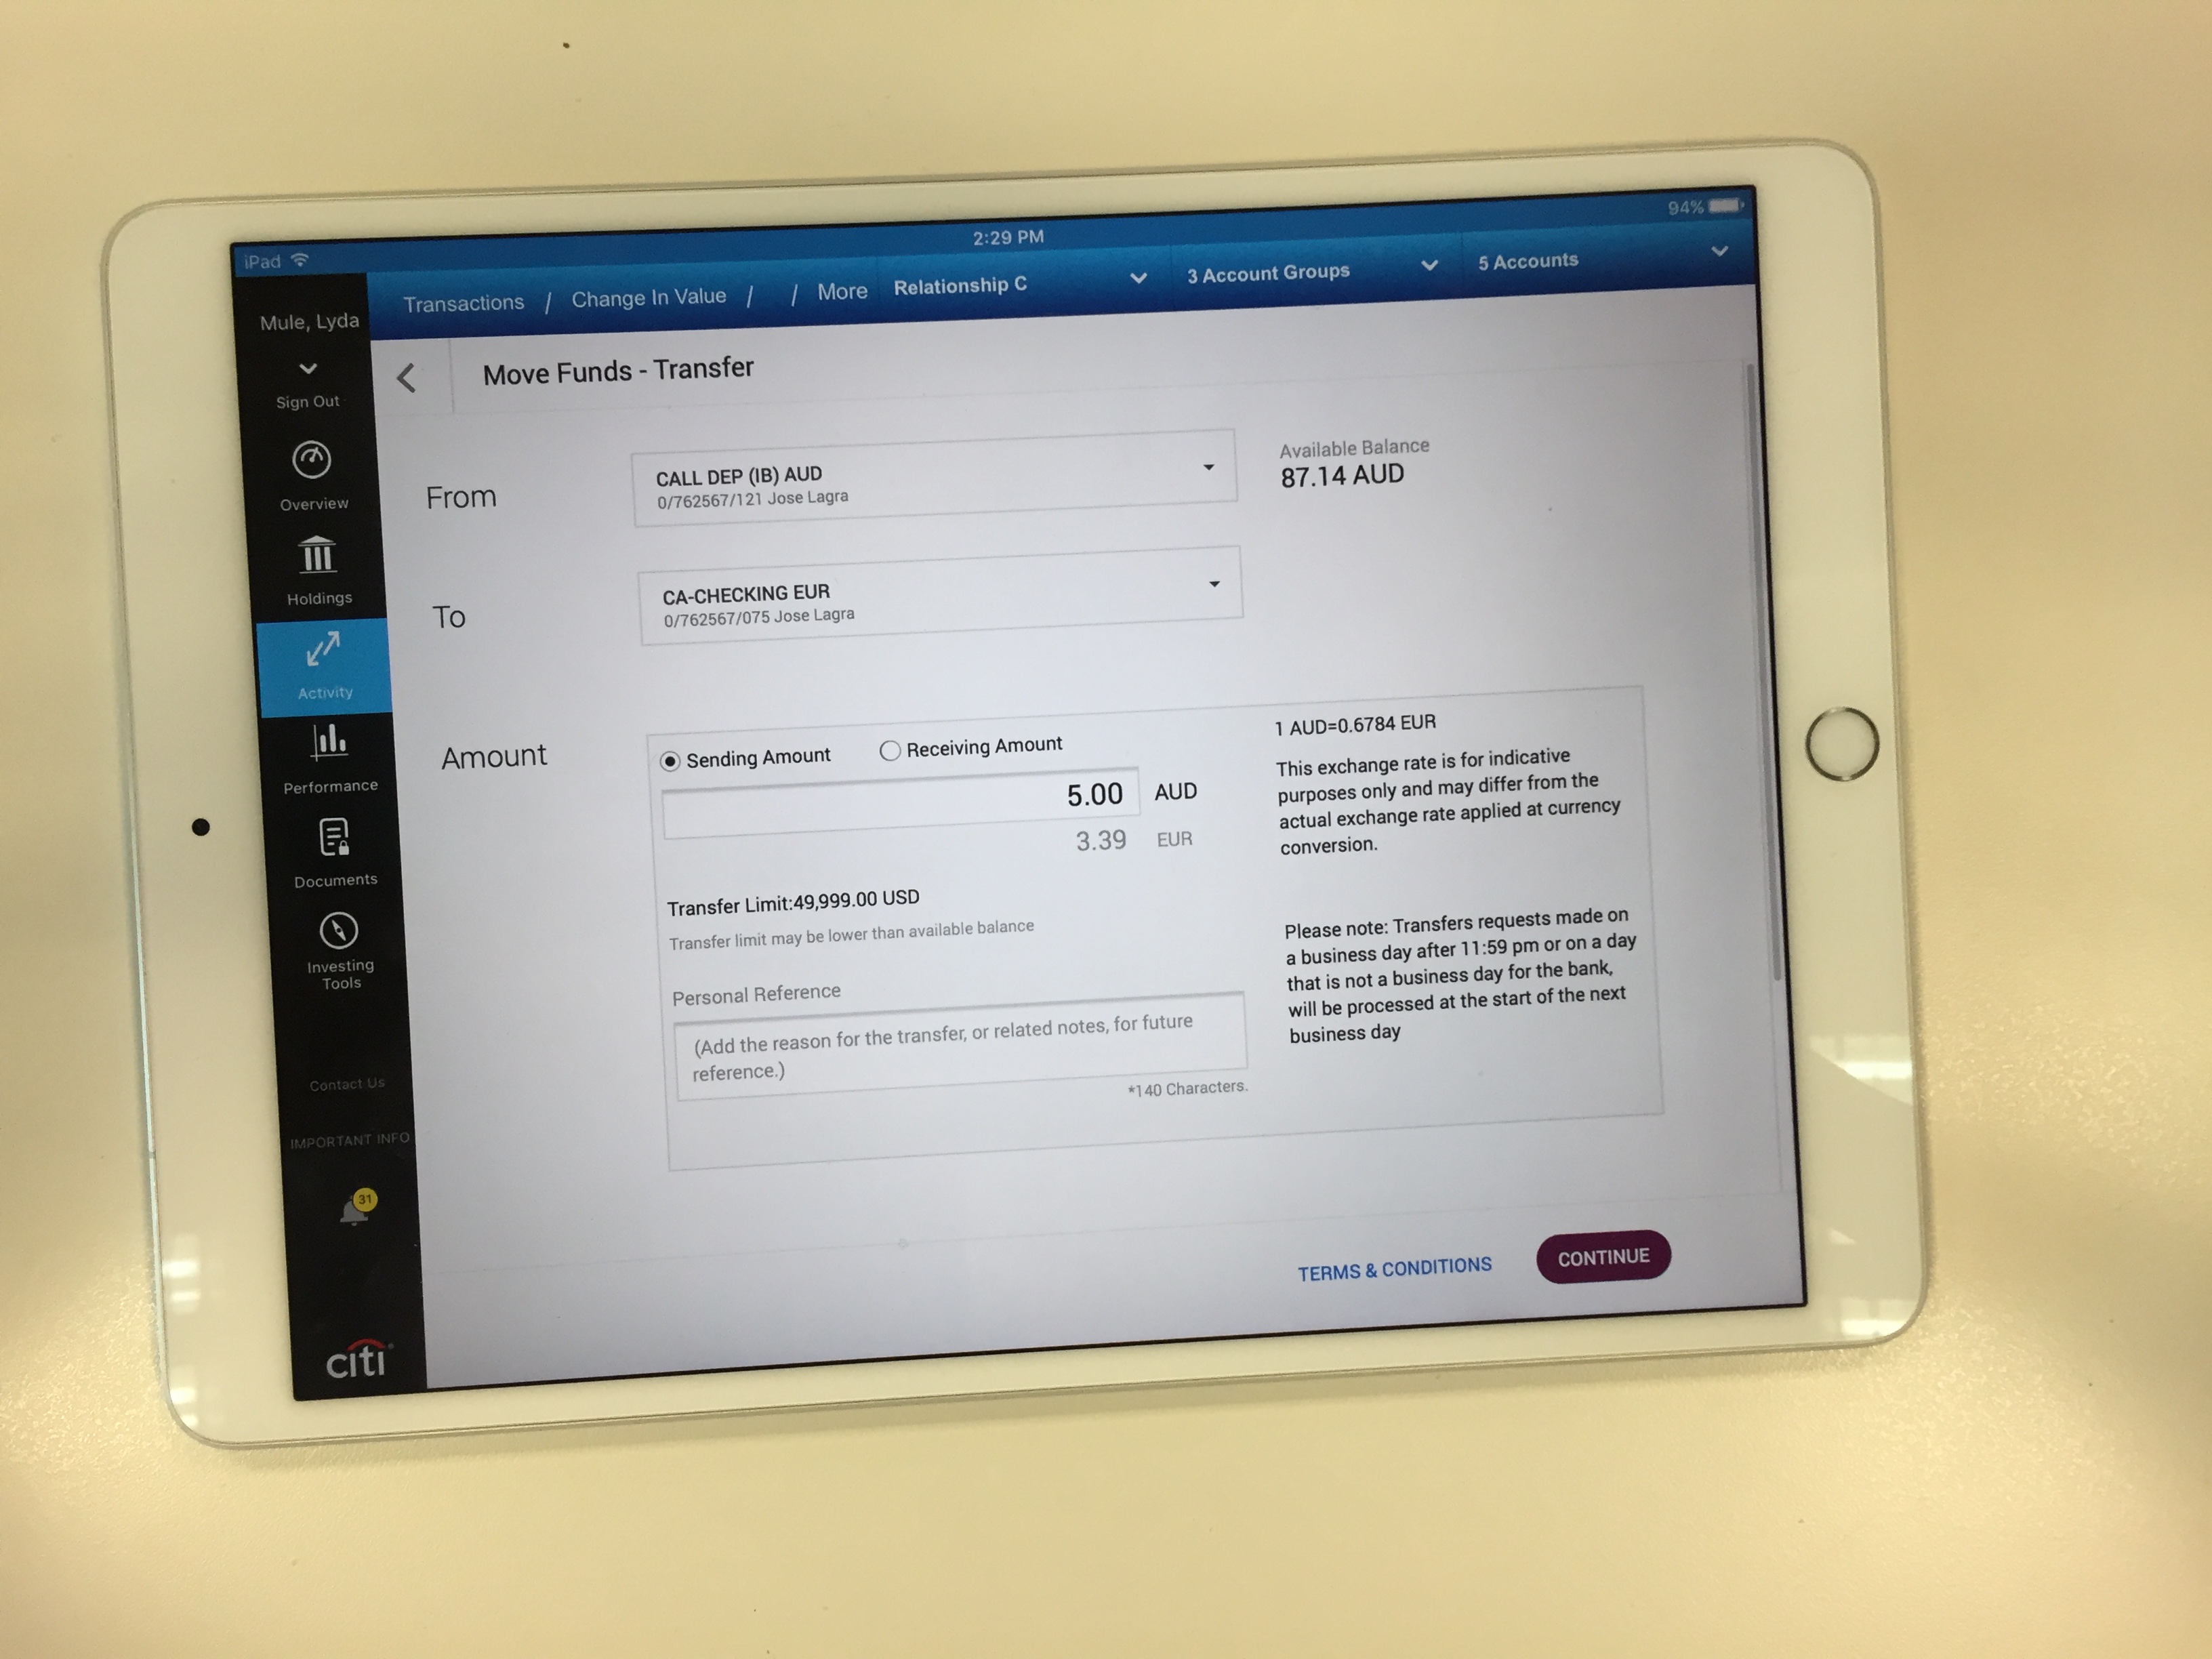 iPad
2:29 PM
94%
Mule, Lyda
Sign Out
Overview
Holdings
Activity
Performance
Documents
Investing
Tools
Contact Us
IMPORTANT INFO
31
citi
Transactions / Change In Value / / More
Relationship C
3 Account Groups
5 Accounts
Move Funds - Transfer
From
CALL DEP (IB) AUD
0/762567/121 Jose Lagra
Available Balance
87.14 AUD
To
CA-CHECKING EUR
0/762567/075 Jose Lagra
Amount
Sending Amount
Receiving Amount
5.00 AUD
3.39 EUR
Transfer Limit:49,999.00 USD
Transfer limit may be lower than available balance
Personal Reference
(Add the reason for the transfer, or related notes, for future
reference.)
*140 Characters.
1 AUD=0.6784 EUR
This exchange rate is for indicative
purposes only and may differ from the
actual exchange rate applied at currency
conversion.
Please note: Transfers requests made on
a business day after 11:59 pm or on a day
that is not a business day for the bank,
will be processed at the start of the next
business day
TERMS & CONDITIONS
CONTINUE